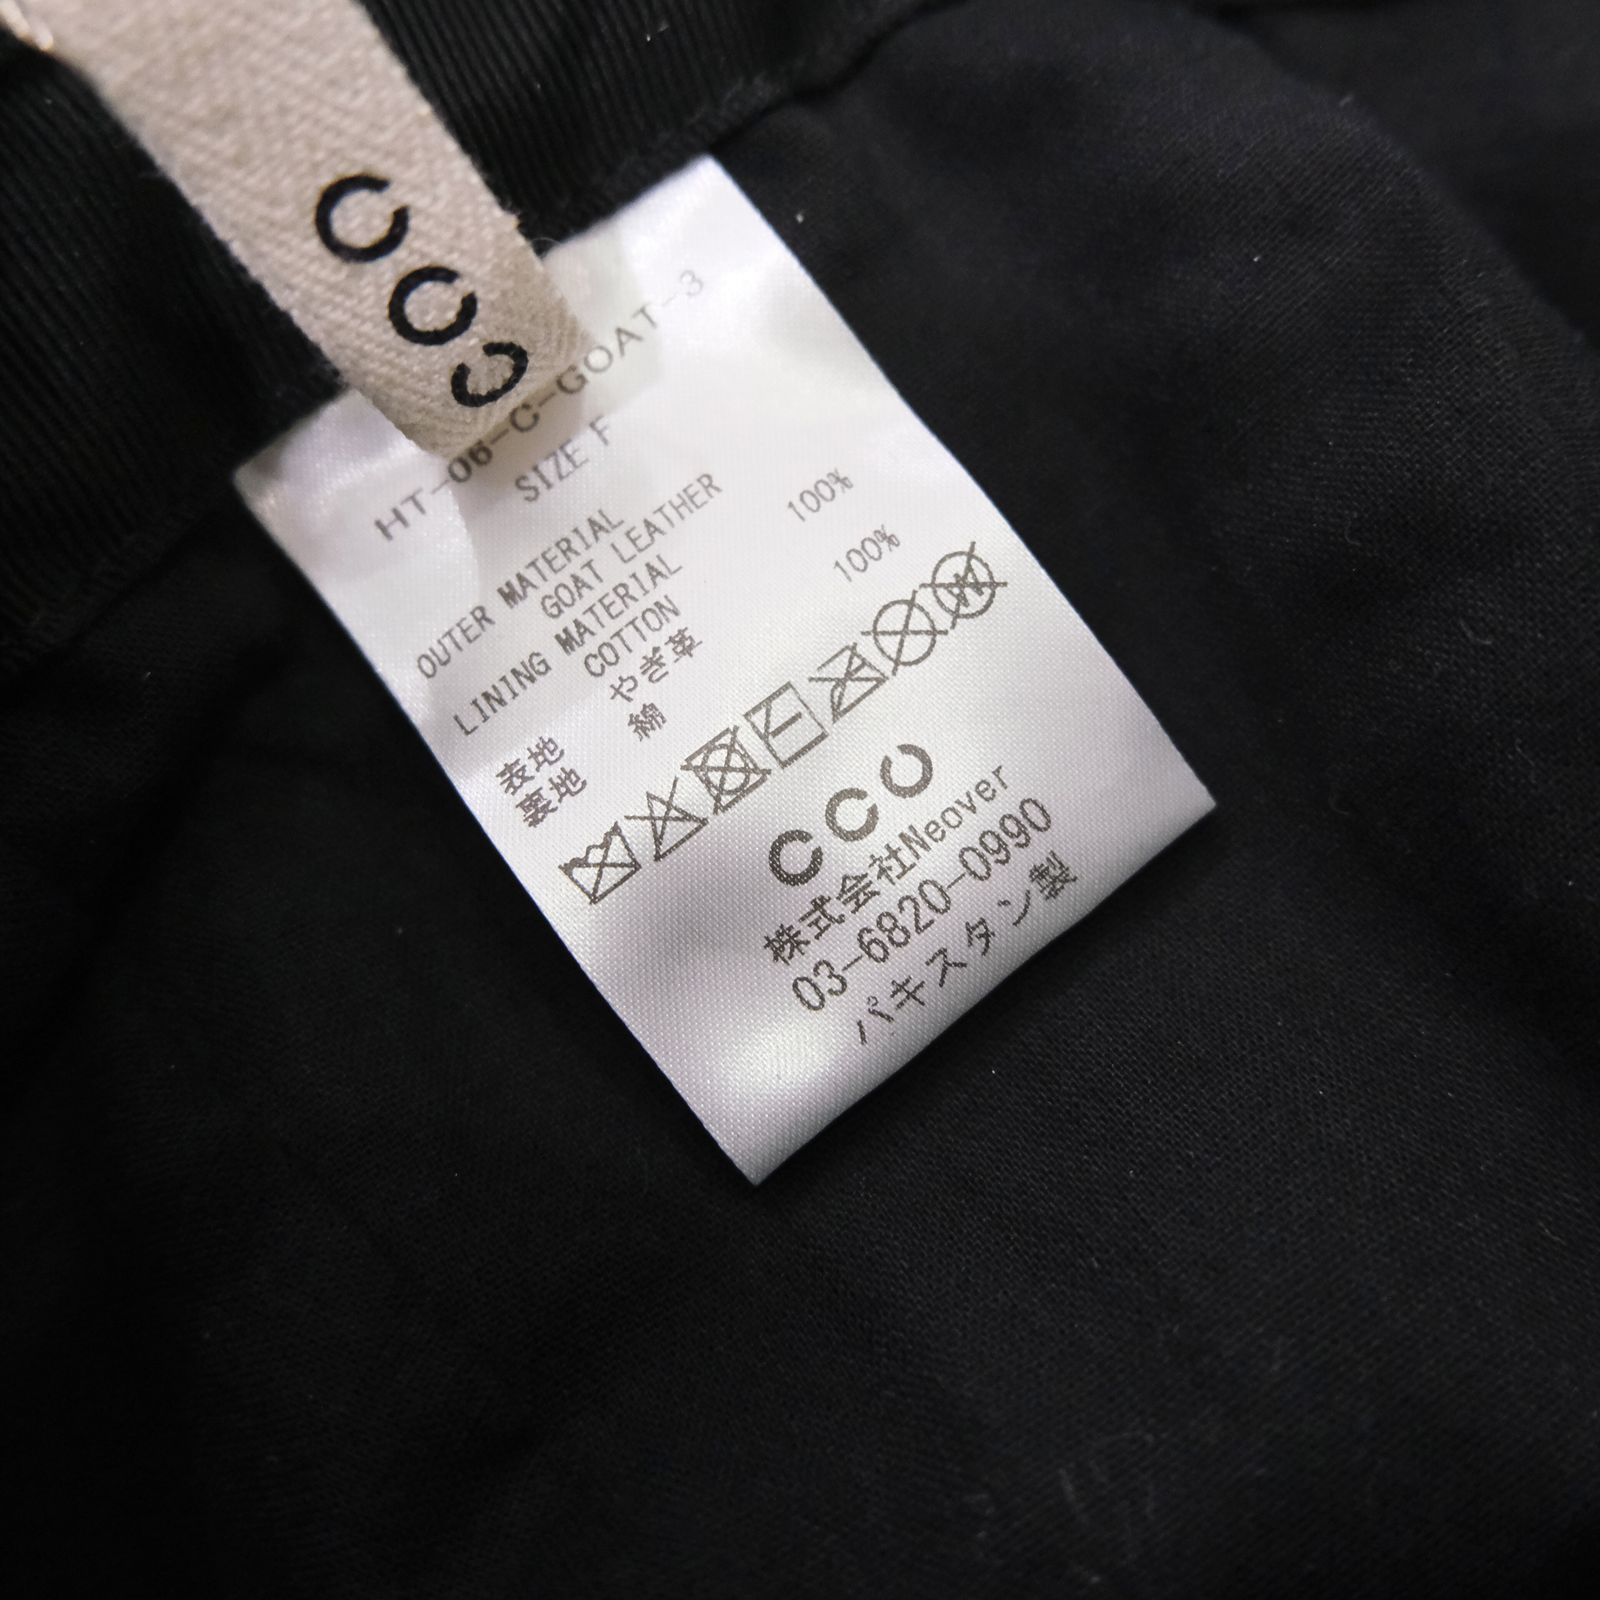 CCC
HT-06-C-GOAT-3
SIZE F
OUTER MATERIAL
GOAT LEATHER 100%
LINING MATERIAL
COTTON 100%
表地 やぎ革
裏地 綿
CCC
株式会社Neover
03-6820-0990
パキスタン製